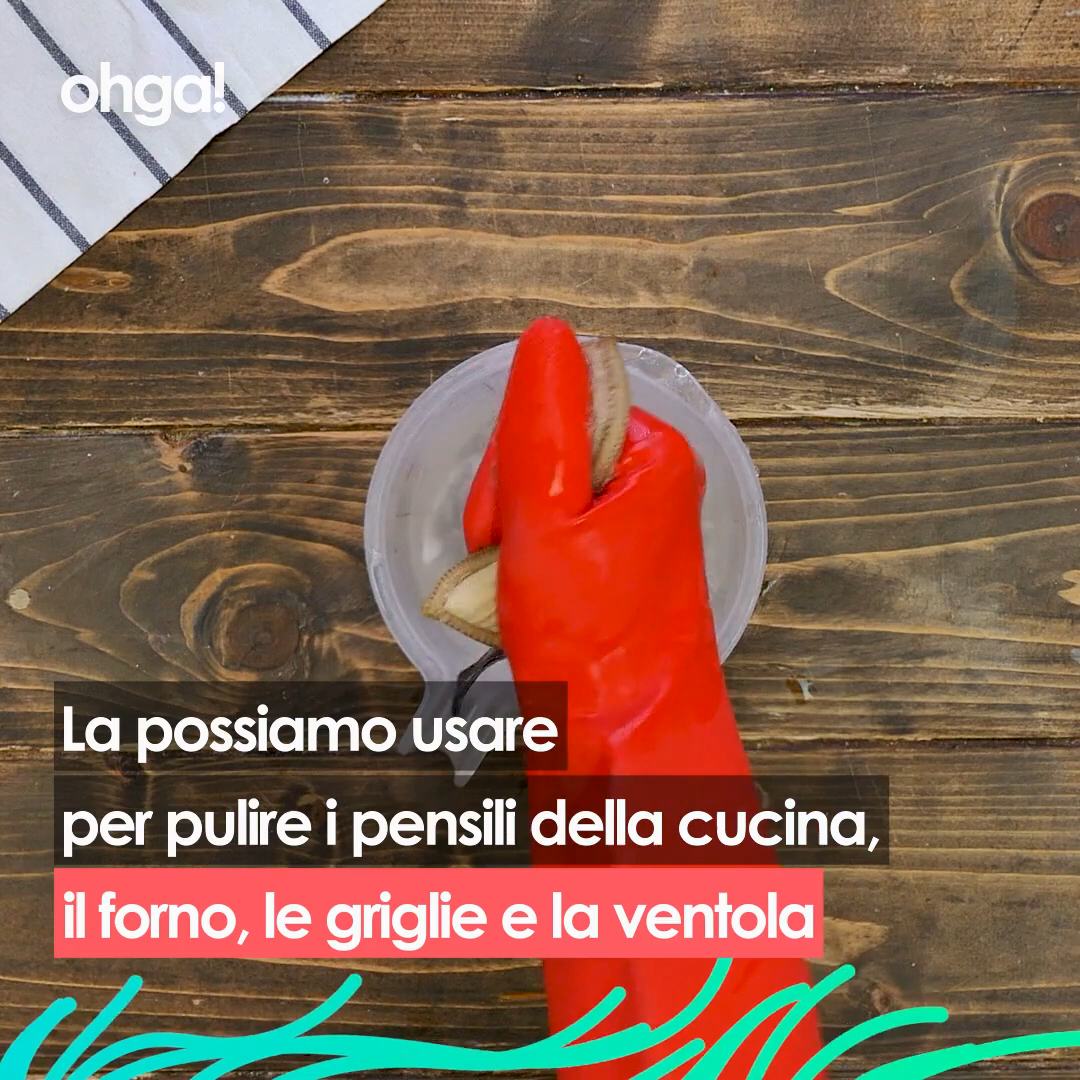 ohga!
La possiamo usare
per pulire i pensili della cucina,
il forno, le griglie e la ventola